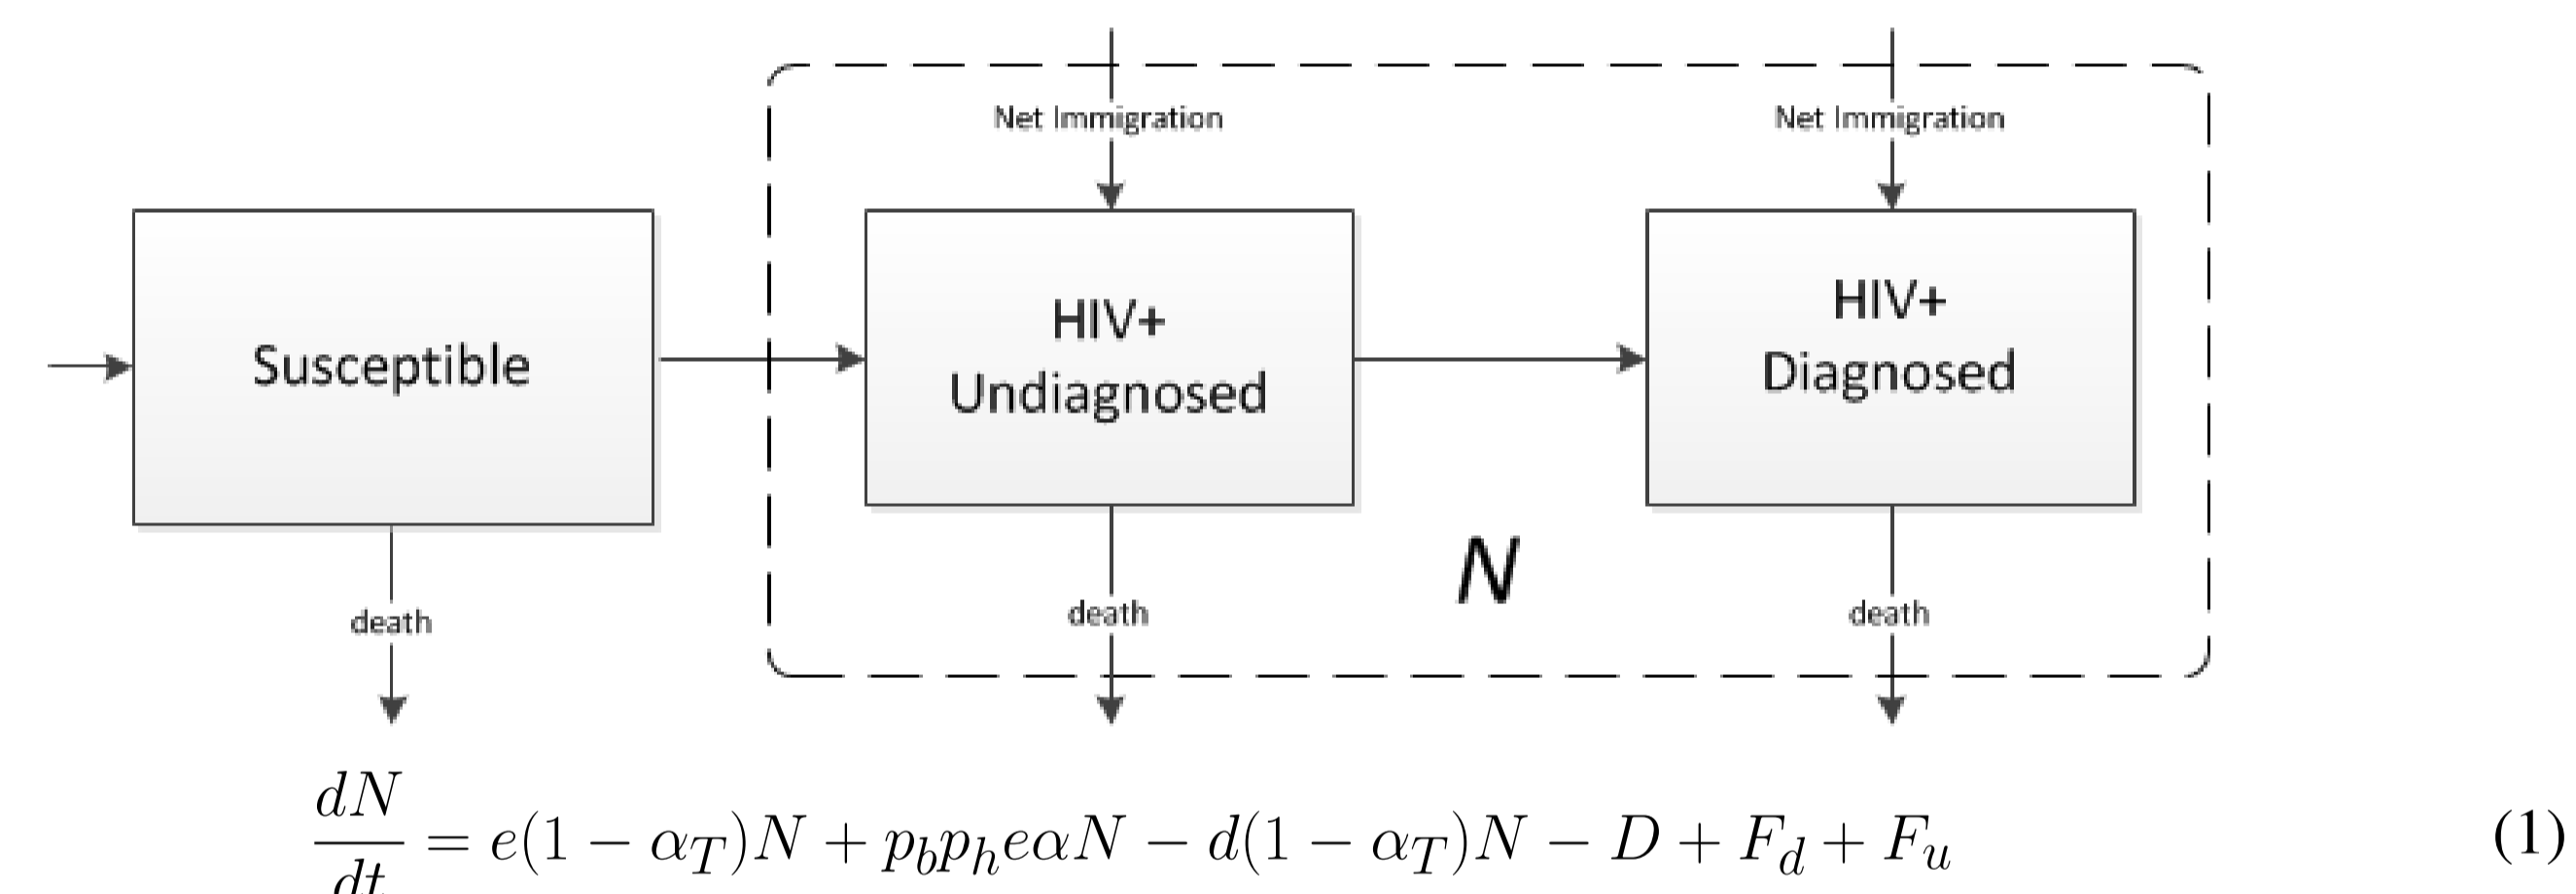 Net Immigration
Net Immigration
Susceptible
HIV+
Undiagnosed
HIV+
Diagnosed
N
death
death
death
\frac{dN}{dt} = e(1 - α_T)N + p_b p_h eαN - d(1 - α_T)N - D + F_d + F_u (1)